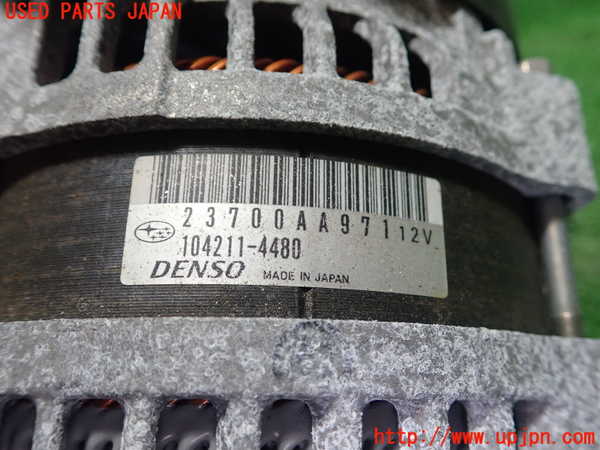 USED PARTS JAPAN
23700AA971 12V
104211-4480
DENSO MADE IN JAPAN
http://www.upjpn.com/